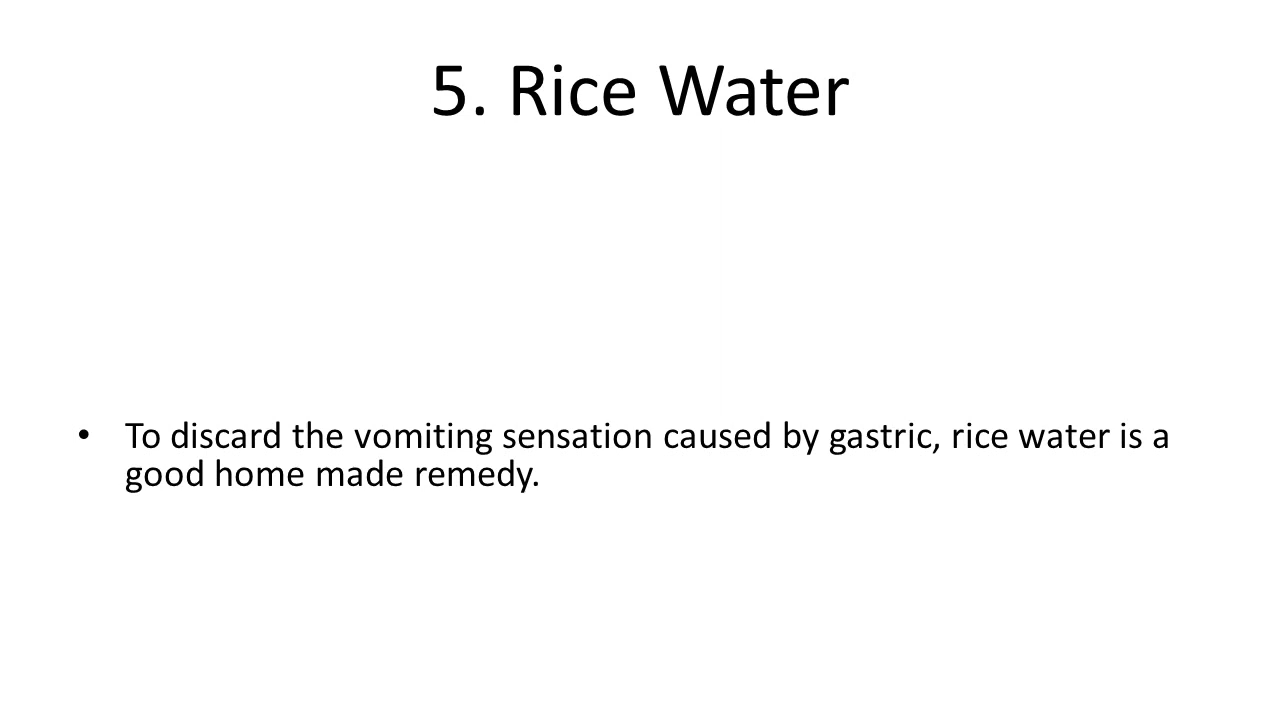 5. Rice Water
• To discard the vomiting sensation caused by gastric, rice water is a
good home made remedy.